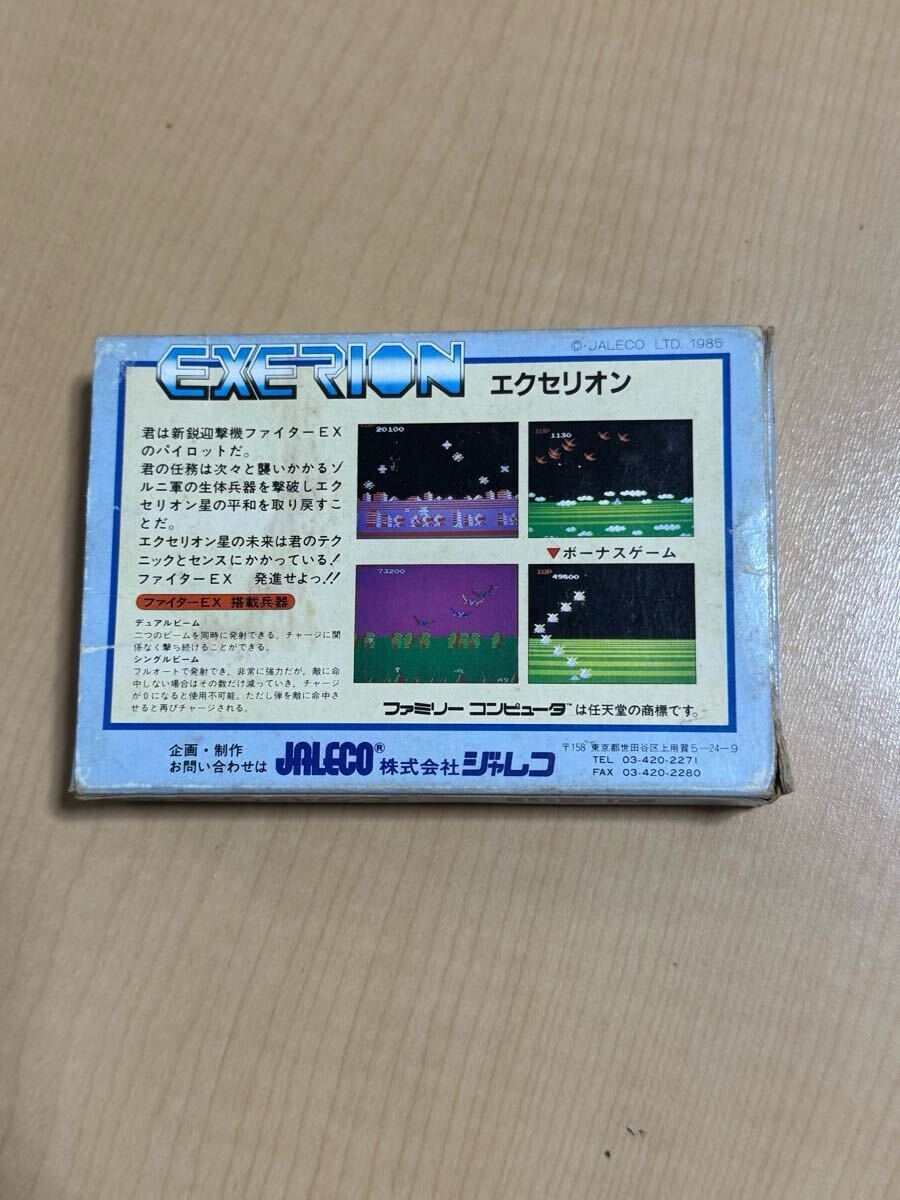 EXERION
エクセリオン
©·JALECO LTD. 1985
君は新鋭迎撃機ファイターEX
のパイロットだ。
君の任務は次々と襲いかかるゾ
ルニ軍の生体兵器を撃破しエク
セリオン星の平和を取り戻すこ
とだ。
エクセリオン星の未来は君のテク
ニックとセンスにかかっている!
ファイターEX 発進せよっ!!
ファイターEX 搭載兵器
デュアルビーム
二つのビームを同時に発射できる。チャージに関
係なく撃ち続けることができる。
シングルビーム
フルオートで発射でき, 非常に強力だが, 敵に命
中しない場合はその数だけ減っていき, チャージ
が0になると使用不可能。ただし弾を敵に命中さ
せると再びチャージされる。
1UP
20100
1UP
1130
▼ボーナスゲーム
73200
49
1UP
49800
ファミリー コンピュータ™は任天堂の商標です。
企画・制作
お問い合わせは
JALECO® 株式会社ジャレコ
〒158 東京都世田谷区上用賀5-24-9
TEL 03-420-2271
FAX 03-420-2280